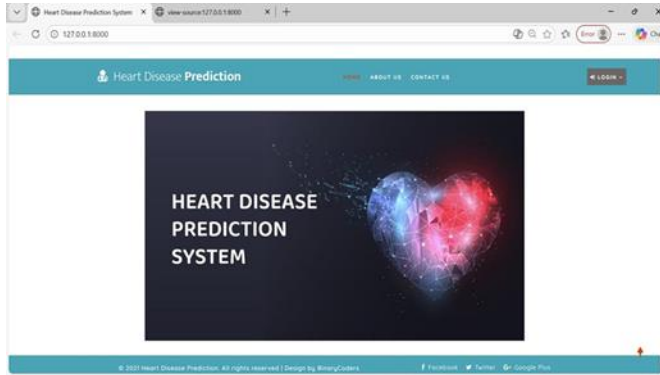 Heart Disease Prediction System
view-source:127.0.0.1:8000
127.0.0.1:8000
Error
Heart Disease Prediction
HOME ABOUT US CONTACT US
LOGIN
HEART DISEASE
PREDICTION
SYSTEM
© 2021 Heart Disease Prediction. All rights reserved | Design by BinaryCoders.
Facebook Twitter Google Plus